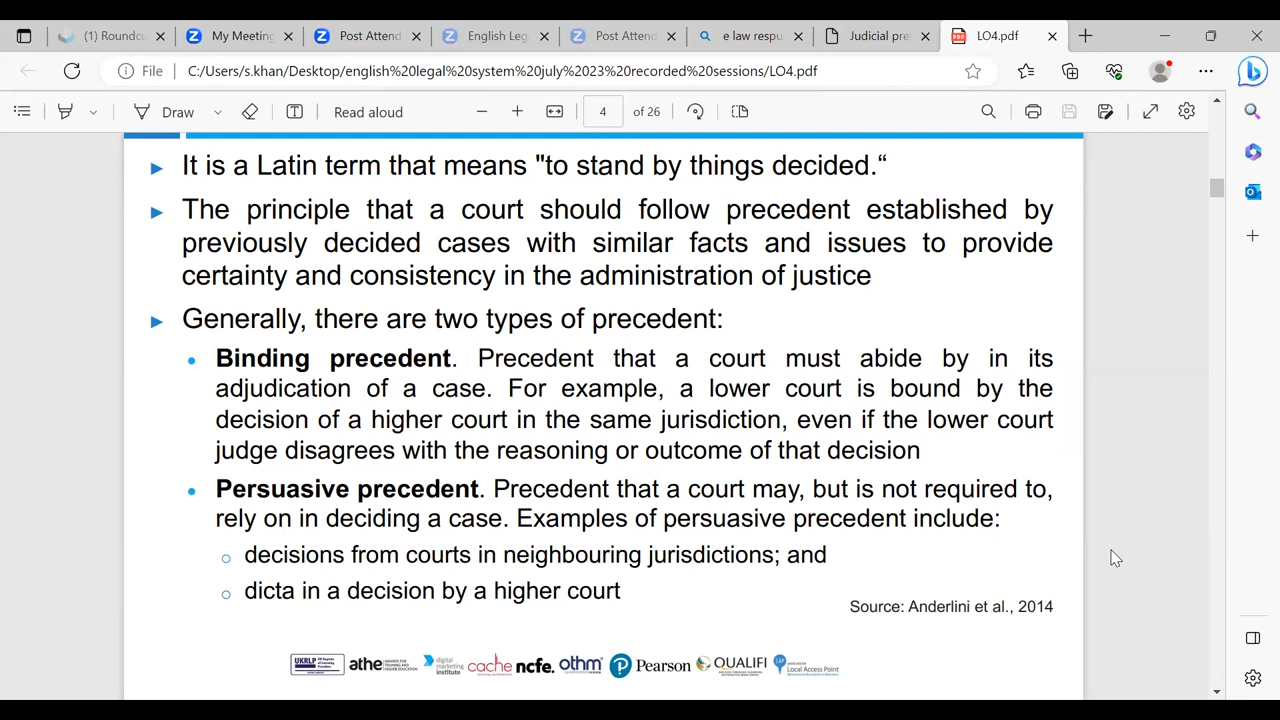 (1) Roundcu
My Meeting
Post Attend
English Leg
Post Attend
e law respu
Judicial pre
LO4.pdf
File
C:/Users/s.khan/Desktop/english%20legal%20system%20july%202023%20recorded%20sessions/LO4.pdf
Draw
Read aloud
4
of 26
It is a Latin term that means "to stand by things decided.“
The principle that a court should follow precedent established by
previously decided cases with similar facts and issues to provide
certainty and consistency in the administration of justice
Generally, there are two types of precedent:
Binding precedent. Precedent that a court must abide by in its
adjudication of a case. For example, a lower court is bound by the
decision of a higher court in the same jurisdiction, even if the lower court
judge disagrees with the reasoning or outcome of that decision
Persuasive precedent. Precedent that a court may, but is not required to,
rely on in deciding a case. Examples of persuasive precedent include:
decisions from courts in neighbouring jurisdictions; and
dicta in a decision by a higher court
Source: Anderlini et al., 2014
UKRLP
athe
digital
marketing
institute
cache
ncfe.
othm
Pearson
QUALIFI
Local Access Point